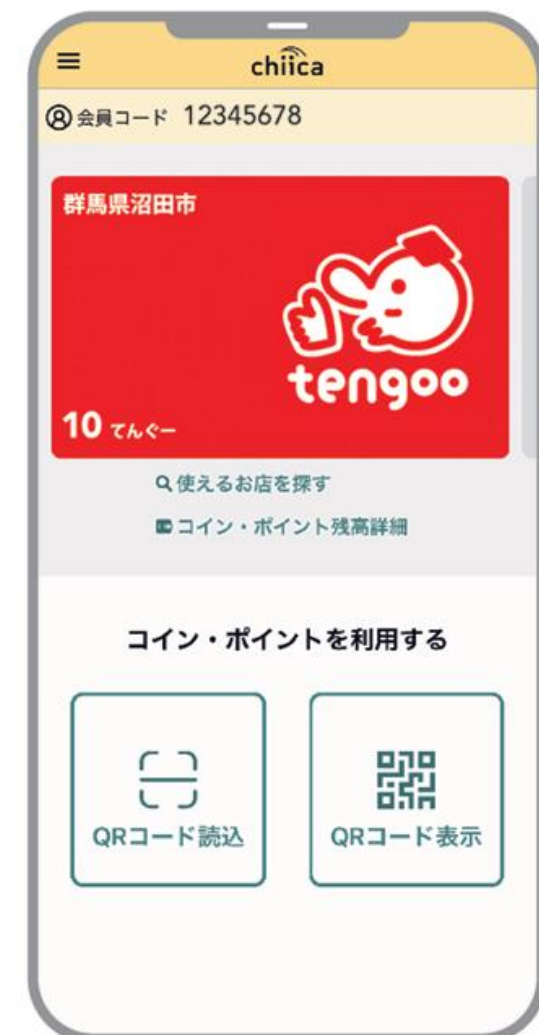 chiica
会員コード 12345678
群馬県沼田市
tengoo
10 てんぐー
使えるお店を探す
コイン・ポイント残高詳細
コイン・ポイントを利用する
QRコード読込
QRコード表示